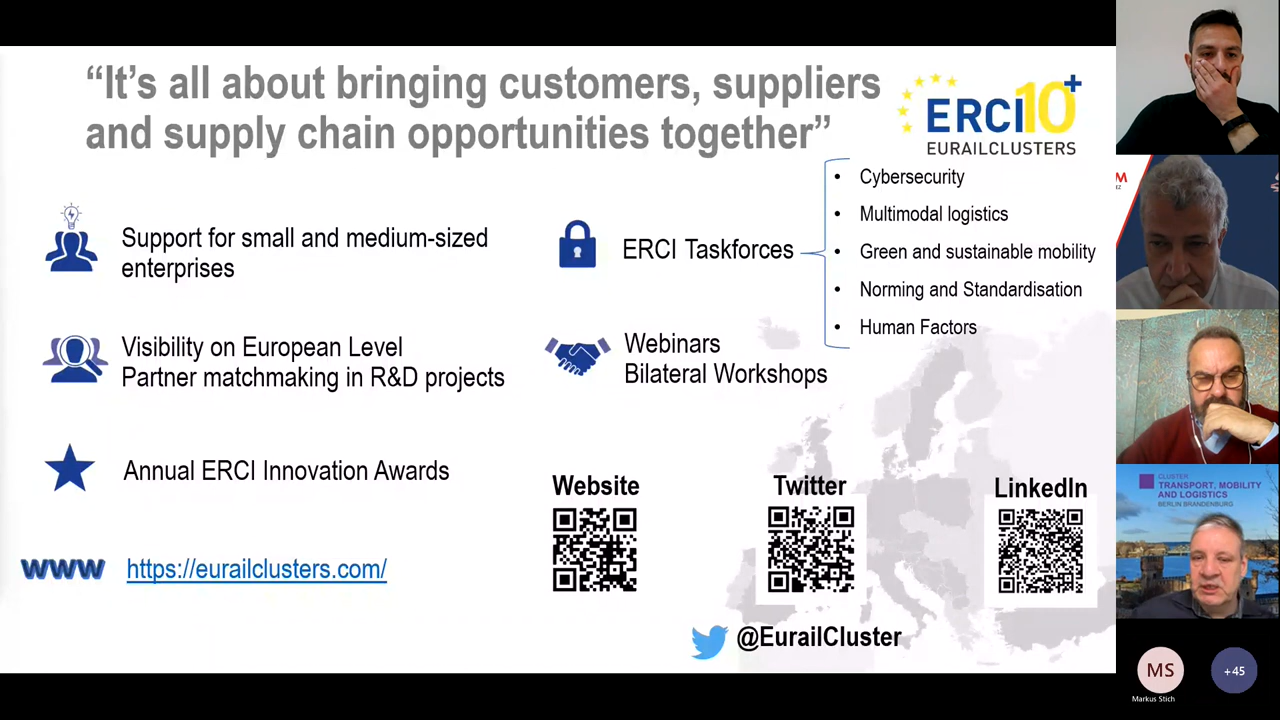 “It’s all about bringing customers, suppliers
and supply chain opportunities together”
ERCI10+
EURAILCLUSTERS
Support for small and medium-sized
enterprises
Visibility on European Level
Partner matchmaking in R&D projects
Annual ERCI Innovation Awards
www
https://eurailclusters.com/
ERCI Taskforces
• Cybersecurity
• Multimodal logistics
• Green and sustainable mobility
• Norming and Standardisation
• Human Factors
Webinars
Bilateral Workshops
Website
Twitter
LinkedIn
@EurailCluster
M
CLUSTER
TRANSPORT, MOBILITY
AND LOGISTICS
BERLIN BRANDENBURG
MS
Markus Stich
+45